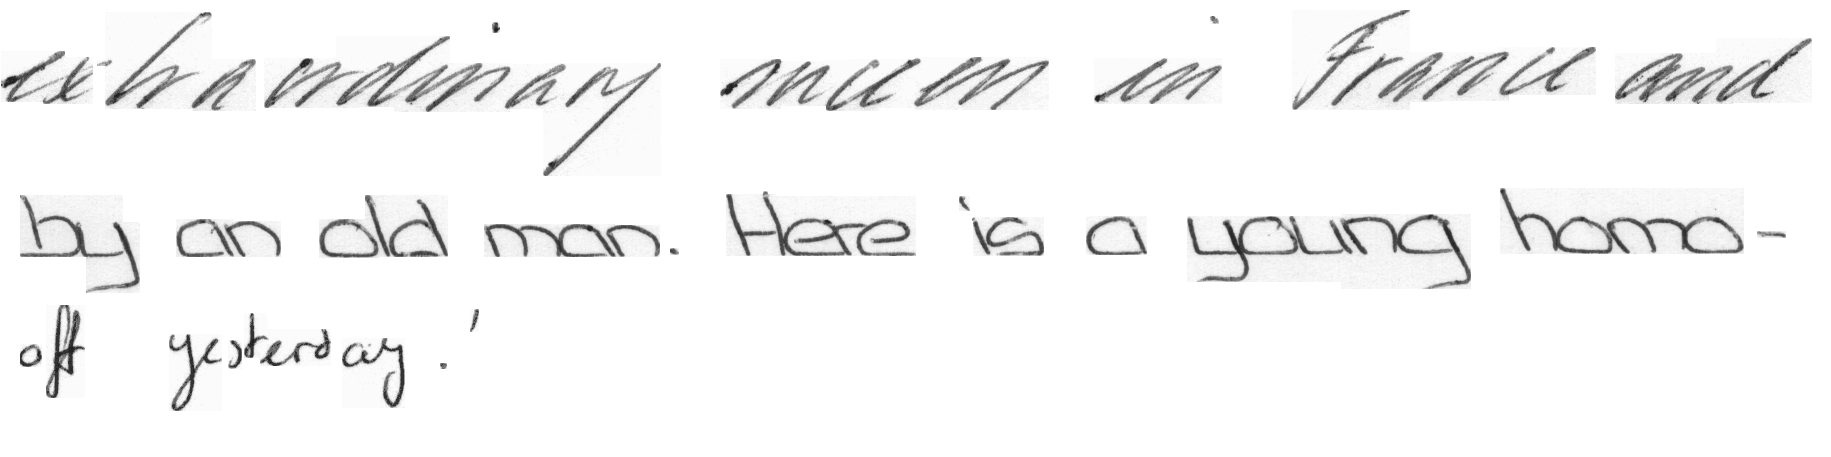 extraordinary success in France and
by an old man. Here is a young homo-
off yesterday.'